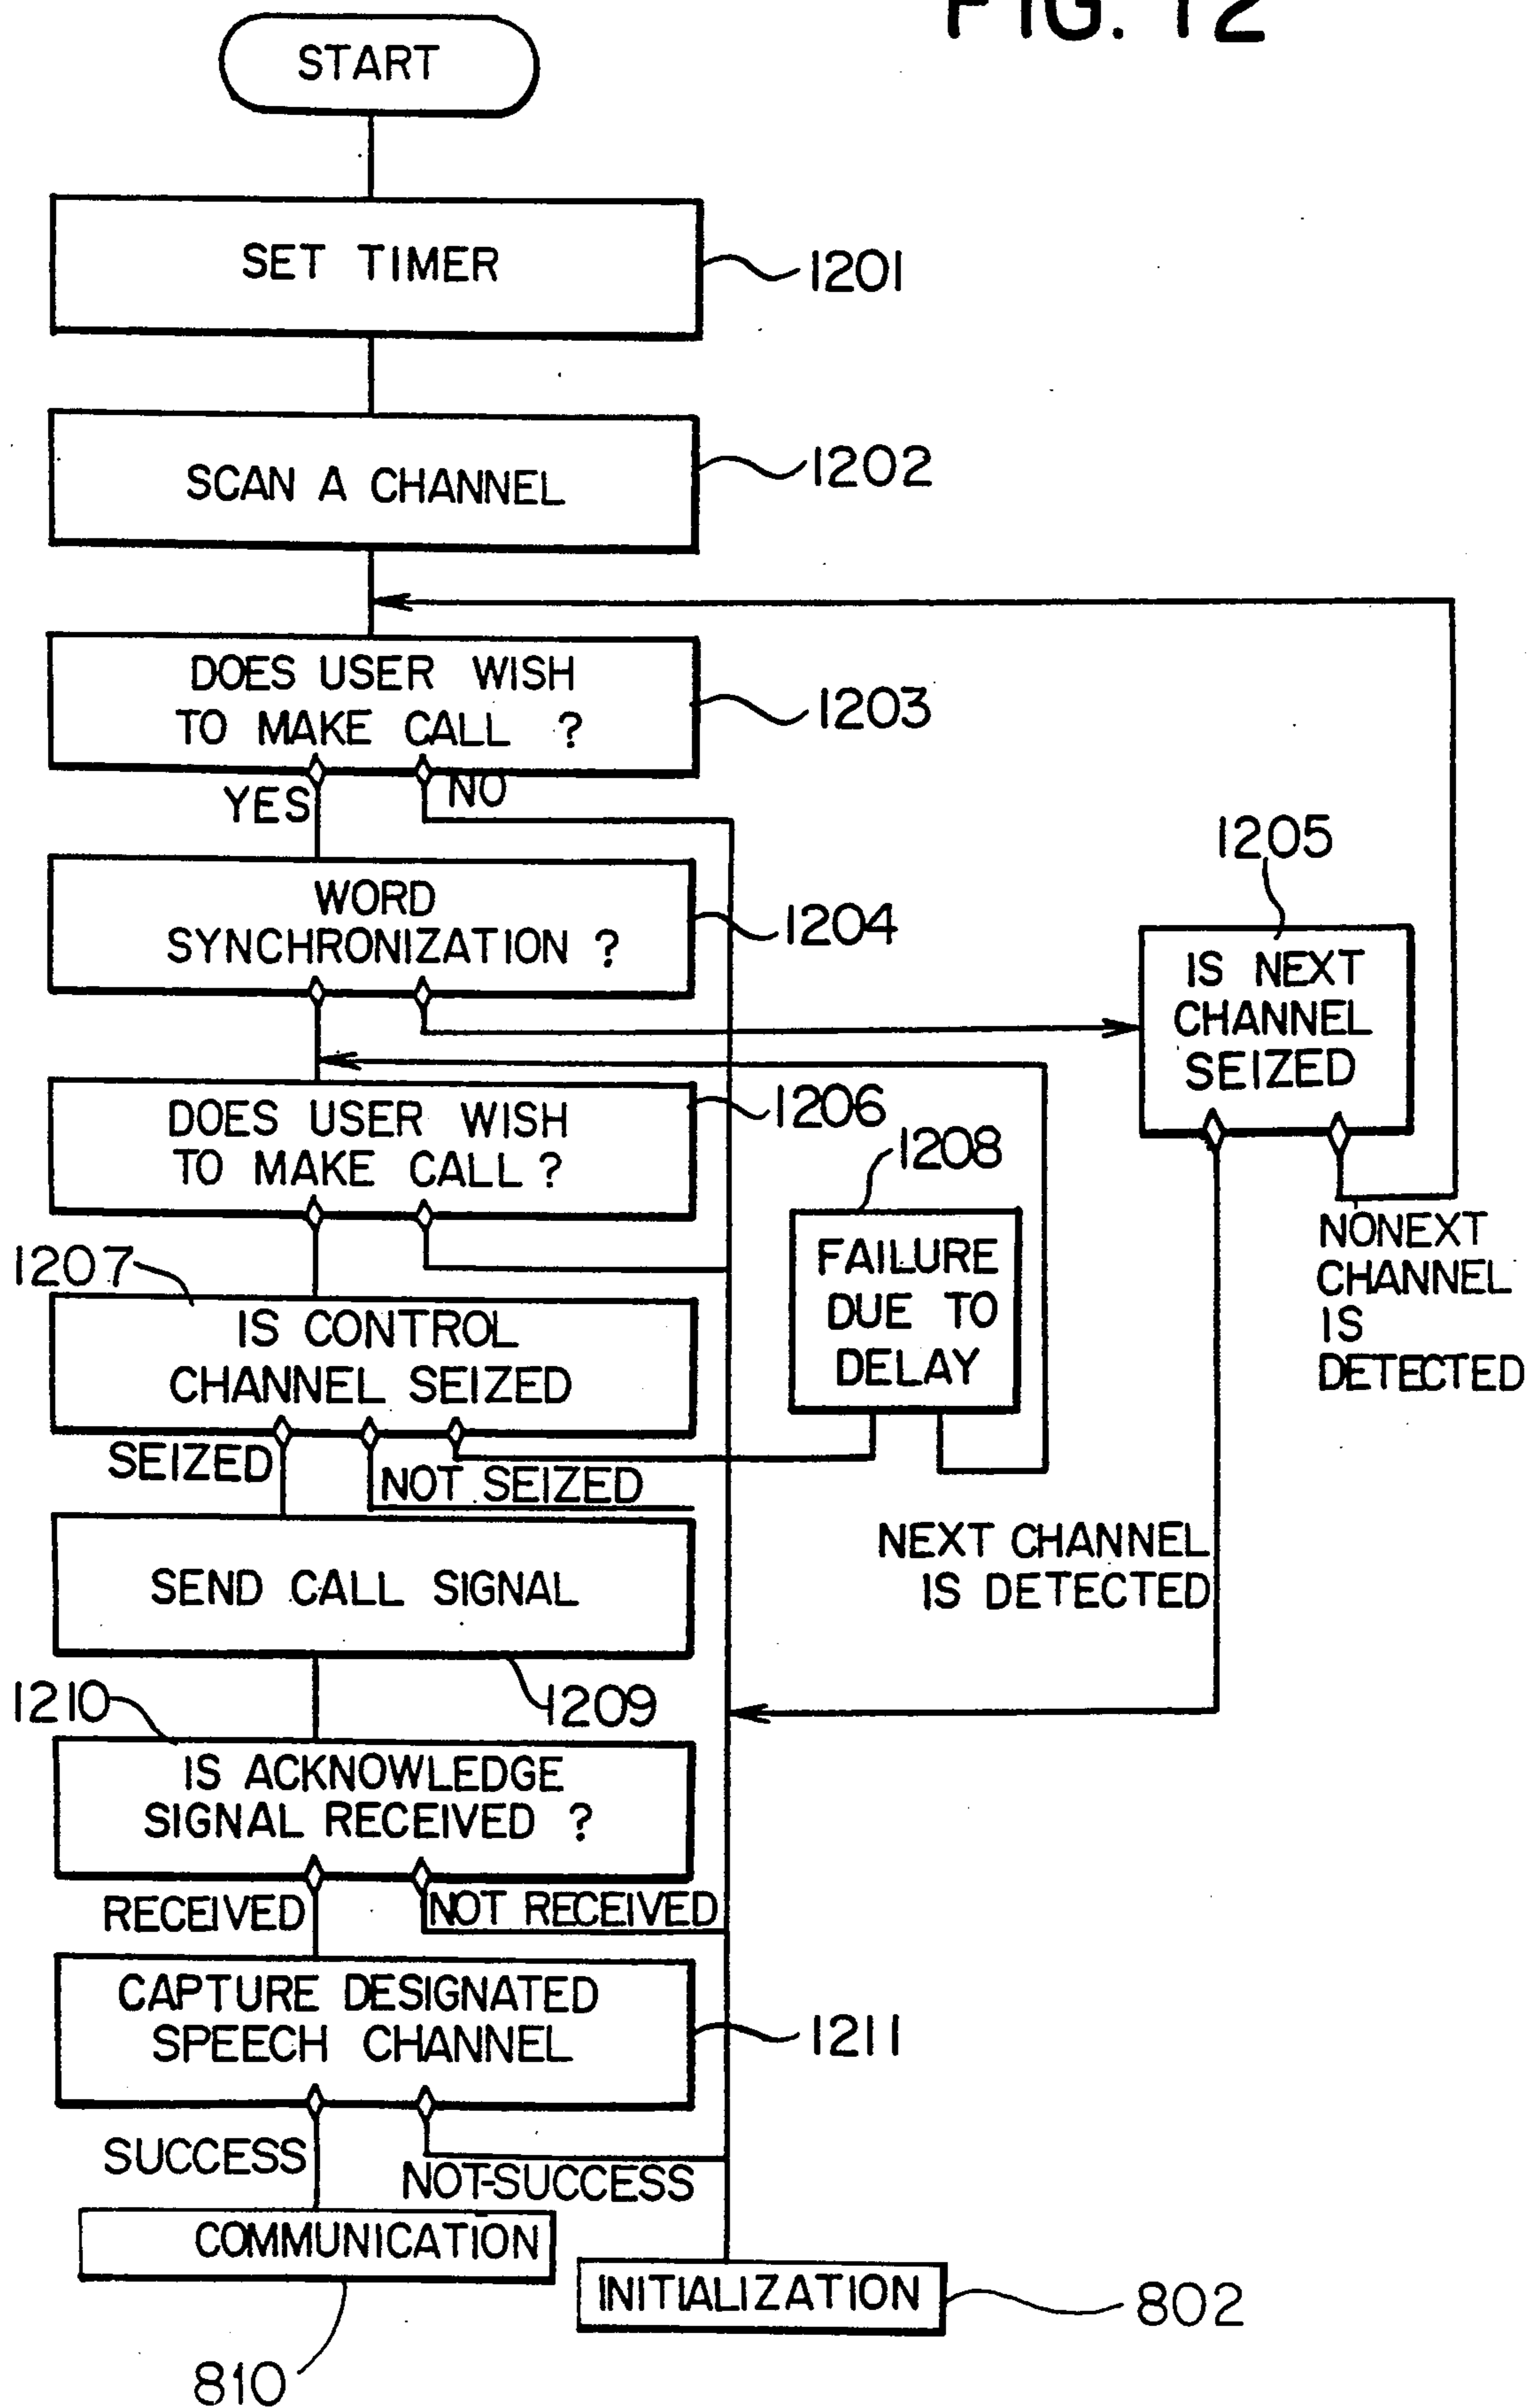 FIG. 12
START
SET TIMER
1201
SCAN A CHANNEL
1202
DOES USER WISH
TO MAKE CALL ?
1203
YES
NO
WORD
SYNCHRONIZATION ?
1204
1205
IS NEXT
CHANNEL
SEIZED
DOES USER WISH
TO MAKE CALL ?
1206
1208
FAILURE
DUE TO
DELAY
NONEXT
CHANNEL
IS
DETECTED
1207
IS CONTROL
CHANNEL SEIZED
SEIZED
NOT SEIZED
NEXT CHANNEL
IS DETECTED
SEND CALL SIGNAL
1209
1210
IS ACKNOWLEDGE
SIGNAL RECEIVED ?
RECEIVED
NOT RECEIVED
CAPTURE DESIGNATED
SPEECH CHANNEL
1211
SUCCESS
NOT-SUCCESS
COMMUNICATION
INITIALIZATION
802
810